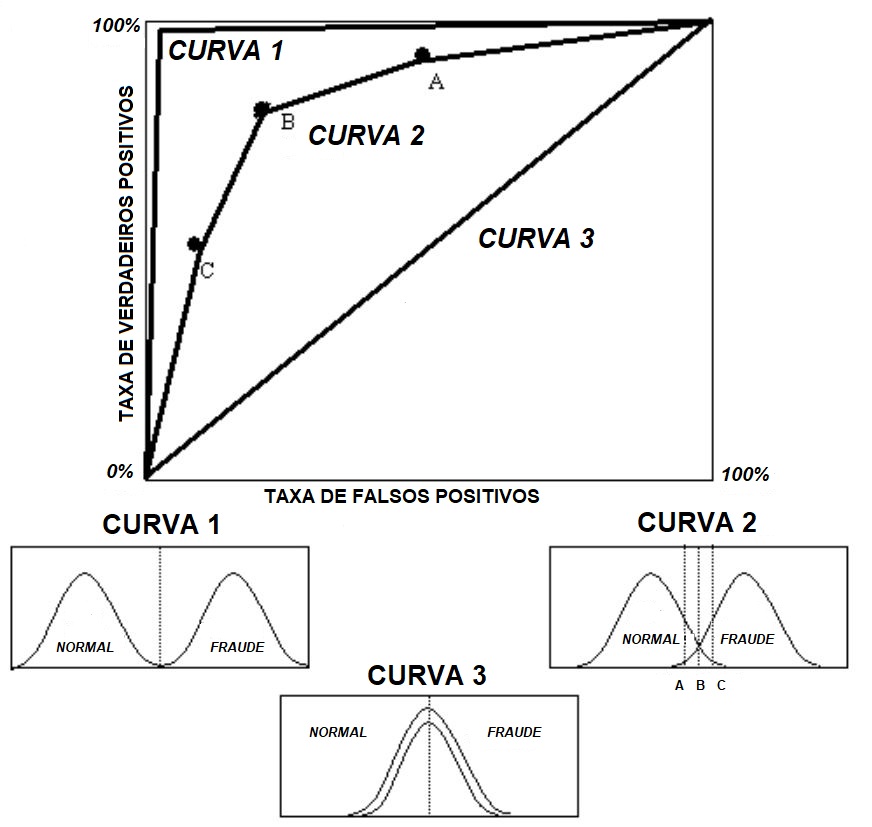 100%
CURVA 1
A
B
CURVA 2
TAXA DE VERDADEIROS POSITIVOS
CURVA 3
C
0%
100%
TAXA DE FALSOS POSITIVOS
CURVA 1
NORMAL
FRAUDE
CURVA 2
NORMAL
FRAUDE
A B C
CURVA 3
NORMAL
FRAUDE